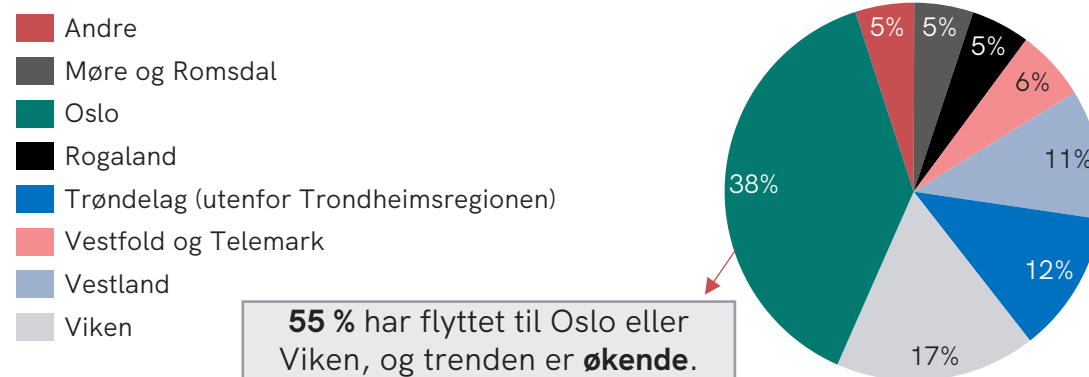 Andre
Møre og Romsdal
Oslo
Rogaland
Trøndelag (utenfor Trondheimsregionen)
Vestfold og Telemark
Vestland
Viken
5%
5%
5%
6%
11%
12%
17%
38%
55 % har flyttet til Oslo eller
Viken, og trenden er økende.